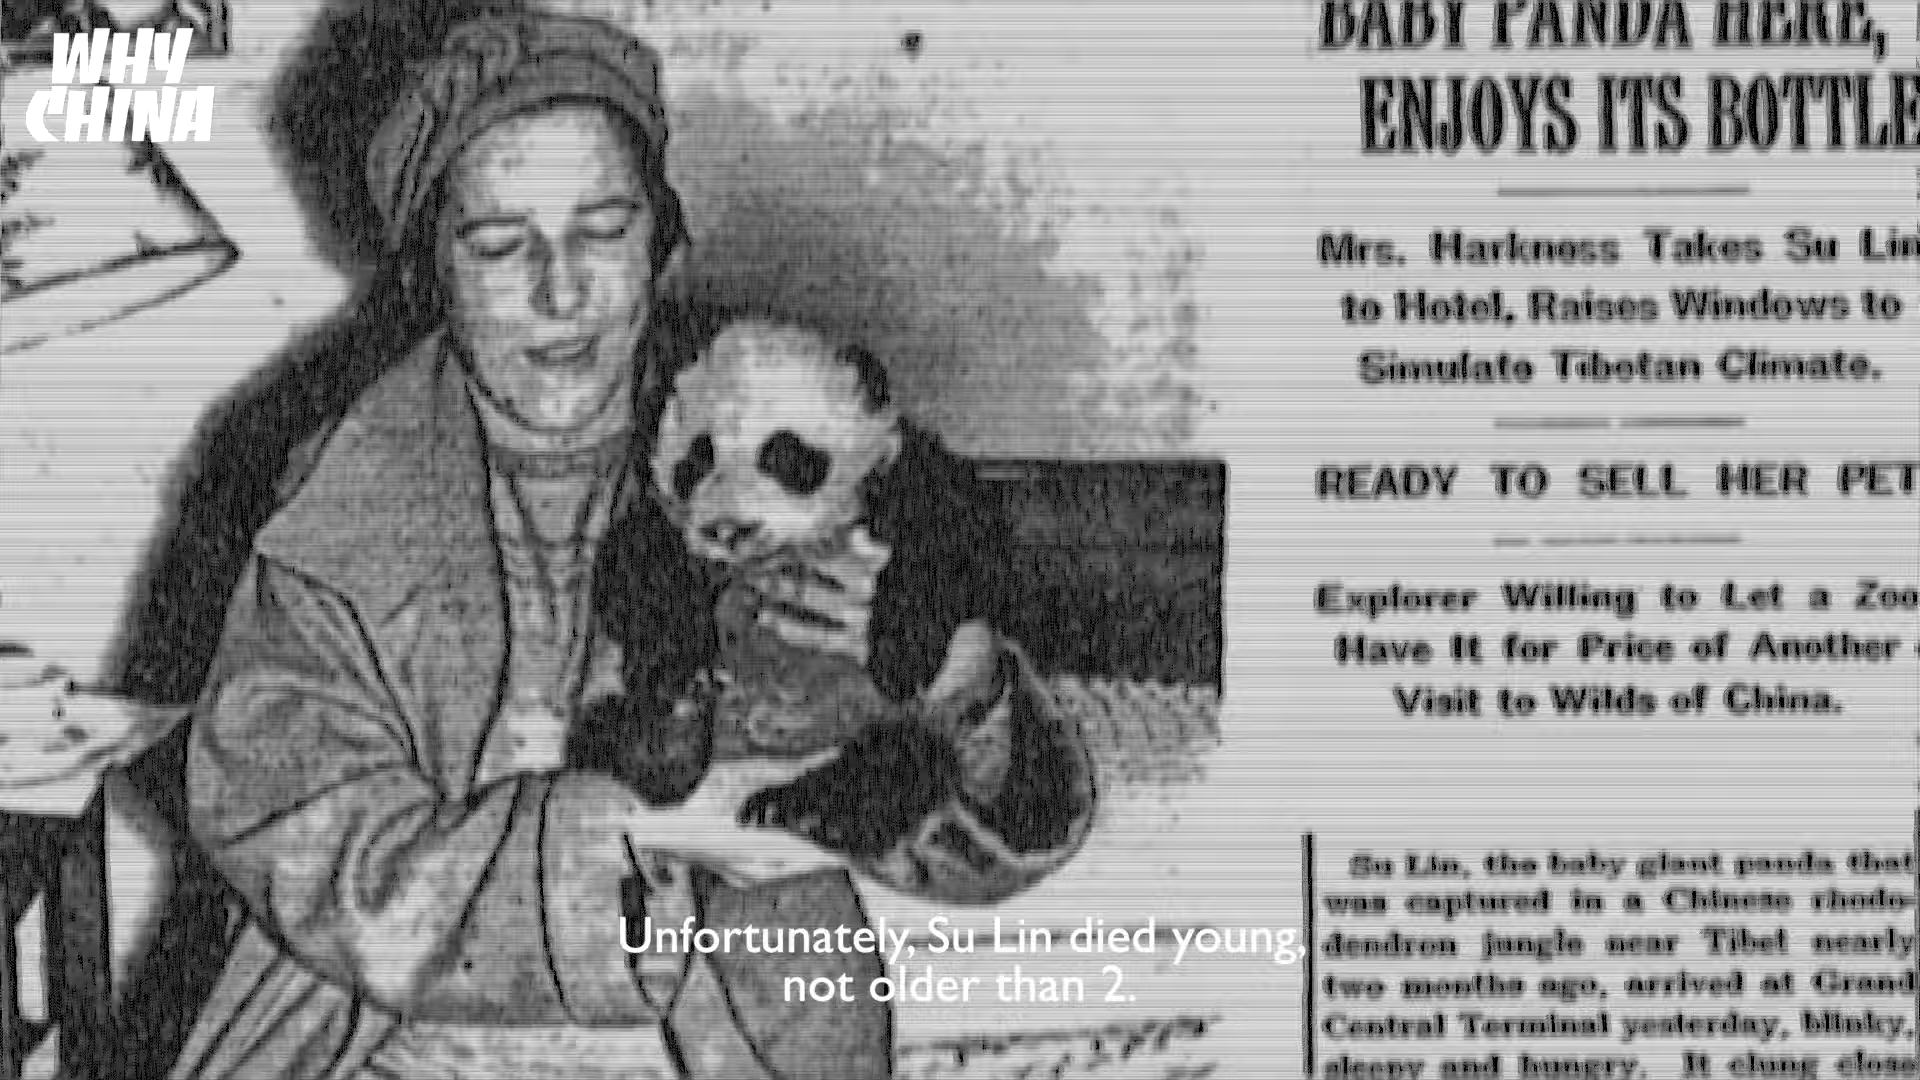 WHY
CHINA
BABY PANDA HERE,
ENJOYS ITS BOTTLE
Mrs. Harkness Takes Su Lin
to Hotel, Raises Windows to
Simulate Tibetan Climate.
READY TO SELL HER PET
Explorer Willing to Let a Zoo
Have It for Price of Another
Visit to Wilds of China.
Su Lin, the baby giant panda that
was captured in a Chinese rhodo-
dendron jungle near Tibet nearly
two months ago, arrived at Grand
Central Terminal yesterday, blinky,
sleepy and hungry. It clung close
Unfortunately, Su Lin died young,
not older than 2.